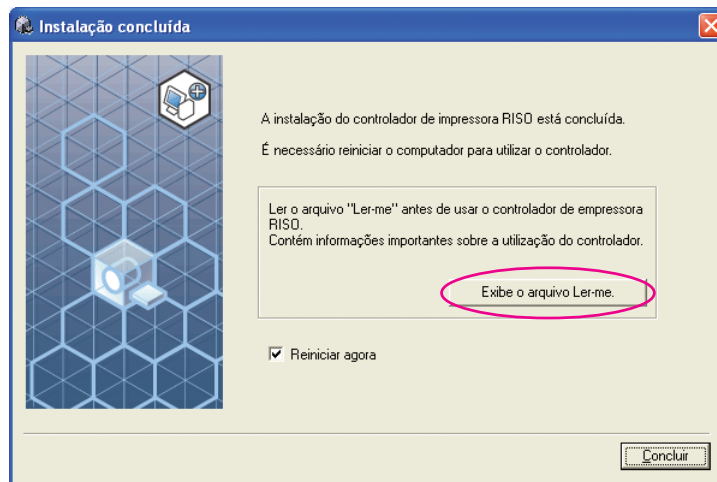 Instalação concluída
A instalação do controlador de impressora RISO está concluída.
É necessário reiniciar o computador para utilizar o controlador.
Ler o arquivo "Ler-me" antes de usar o controlador de empressora
RISO.
Contém informações importantes sobre a utilização do controlador.
Exibe o arquivo Ler-me.
Reiniciar agora
Concluir